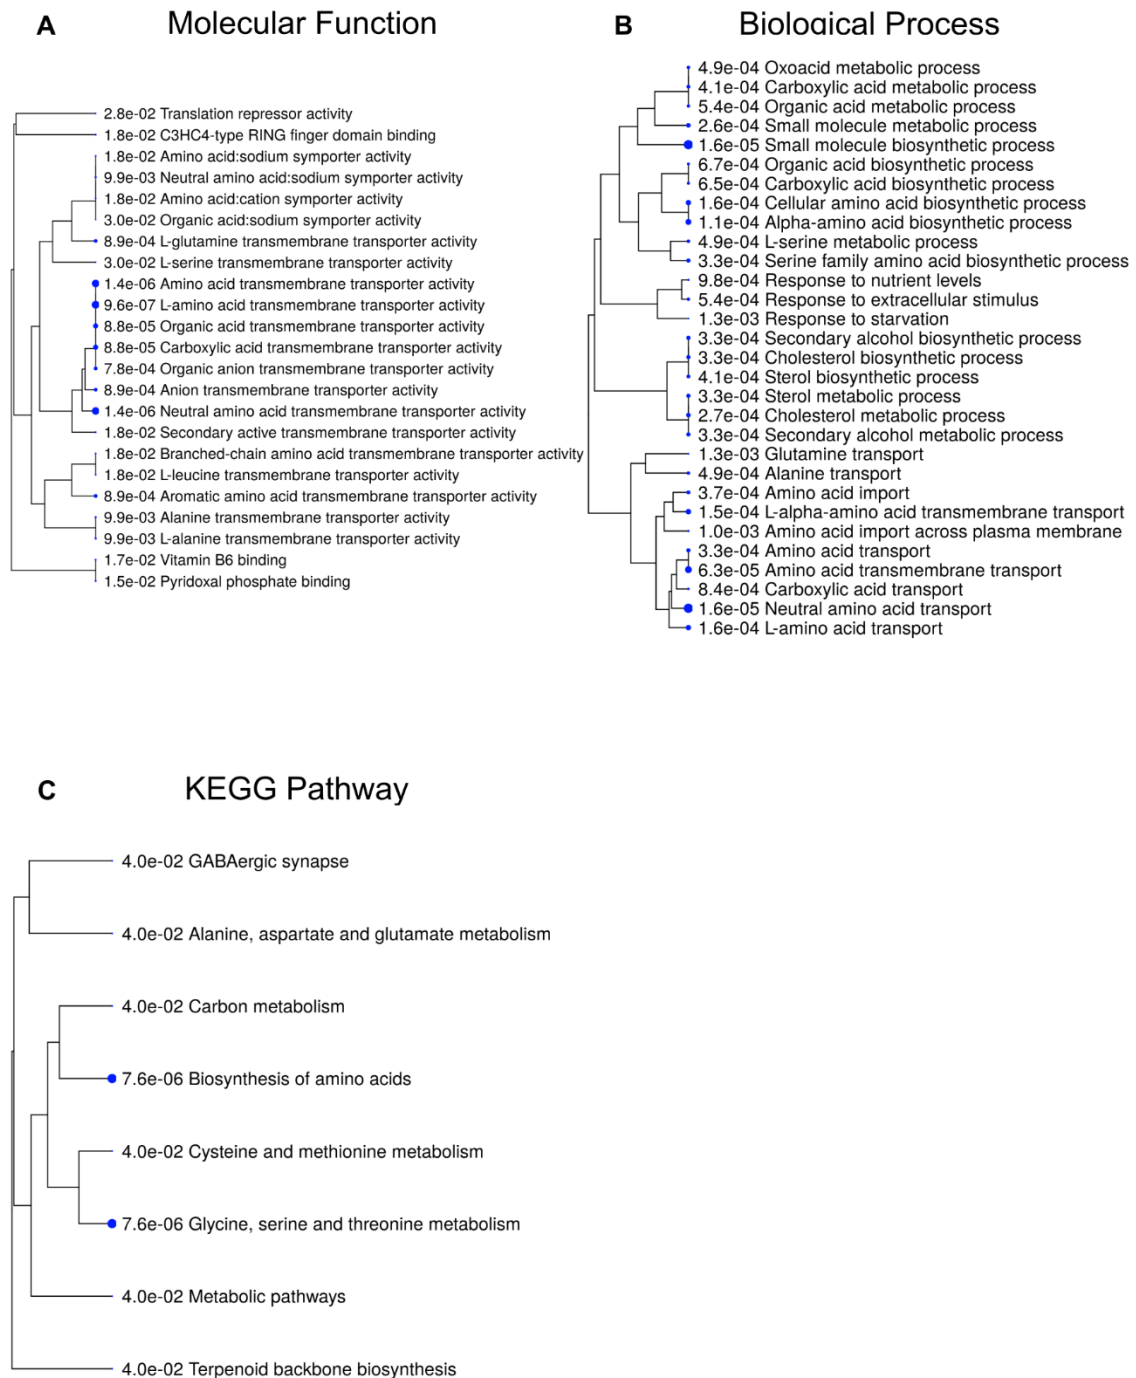 A Molecular Function
2.8e-02 Translation repressor activity
1.8e-02 C3HC4-type RING finger domain binding
1.8e-02 Amino acid:sodium symporter activity
9.9e-03 Neutral amino acid:sodium symporter activity
1.8e-02 Amino acid:cation symporter activity
3.0e-02 Organic acid:sodium symporter activity
8.9e-04 L-glutamine transmembrane transporter activity
3.0e-02 L-serine transmembrane transporter activity
1.4e-06 Amino acid transmembrane transporter activity
9.6e-07 L-amino acid transmembrane transporter activity
8.8e-05 Organic acid transmembrane transporter activity
8.8e-05 Carboxylic acid transmembrane transporter activity
7.8e-04 Organic anion transmembrane transporter activity
8.9e-04 Anion transmembrane transporter activity
1.4e-06 Neutral amino acid transmembrane transporter activity
1.8e-02 Secondary active transmembrane transporter activity
1.8e-02 Branched-chain amino acid transmembrane transporter activity
1.8e-02 L-leucine transmembrane transporter activity
8.9e-04 Aromatic amino acid transmembrane transporter activity
9.9e-03 Alanine transmembrane transporter activity
9.9e-03 L-alanine transmembrane transporter activity
1.7e-02 Vitamin B6 binding
1.5e-02 Pyridoxal phosphate binding
B Biological Process
4.9e-04 Oxoacid metabolic process
4.1e-04 Carboxylic acid metabolic process
5.4e-04 Organic acid metabolic process
2.6e-04 Small molecule metabolic process
1.6e-05 Small molecule biosynthetic process
6.7e-04 Organic acid biosynthetic process
6.5e-04 Carboxylic acid biosynthetic process
1.6e-04 Cellular amino acid biosynthetic process
1.1e-04 Alpha-amino acid biosynthetic process
4.9e-04 L-serine metabolic process
3.3e-04 Serine family amino acid biosynthetic process
9.8e-04 Response to nutrient levels
5.4e-04 Response to extracellular stimulus
1.3e-03 Response to starvation
3.3e-04 Secondary alcohol biosynthetic process
3.3e-04 Cholesterol biosynthetic process
4.1e-04 Sterol biosynthetic process
3.3e-04 Sterol metabolic process
2.7e-04 Cholesterol metabolic process
3.3e-04 Secondary alcohol metabolic process
1.3e-03 Glutamine transport
4.9e-04 Alanine transport
3.7e-04 Amino acid import
1.5e-04 L-alpha-amino acid transmembrane transport
1.0e-03 Amino acid import across plasma membrane
3.3e-04 Amino acid transport
6.3e-05 Amino acid transmembrane transport
8.4e-04 Carboxylic acid transport
1.6e-05 Neutral amino acid transport
1.6e-04 L-amino acid transport
C KEGG Pathway
4.0e-02 GABAergic synapse
4.0e-02 Alanine, aspartate and glutamate metabolism
4.0e-02 Carbon metabolism
7.6e-06 Biosynthesis of amino acids
4.0e-02 Cysteine and methionine metabolism
7.6e-06 Glycine, serine and threonine metabolism
4.0e-02 Metabolic pathways
4.0e-02 Terpenoid backbone biosynthesis